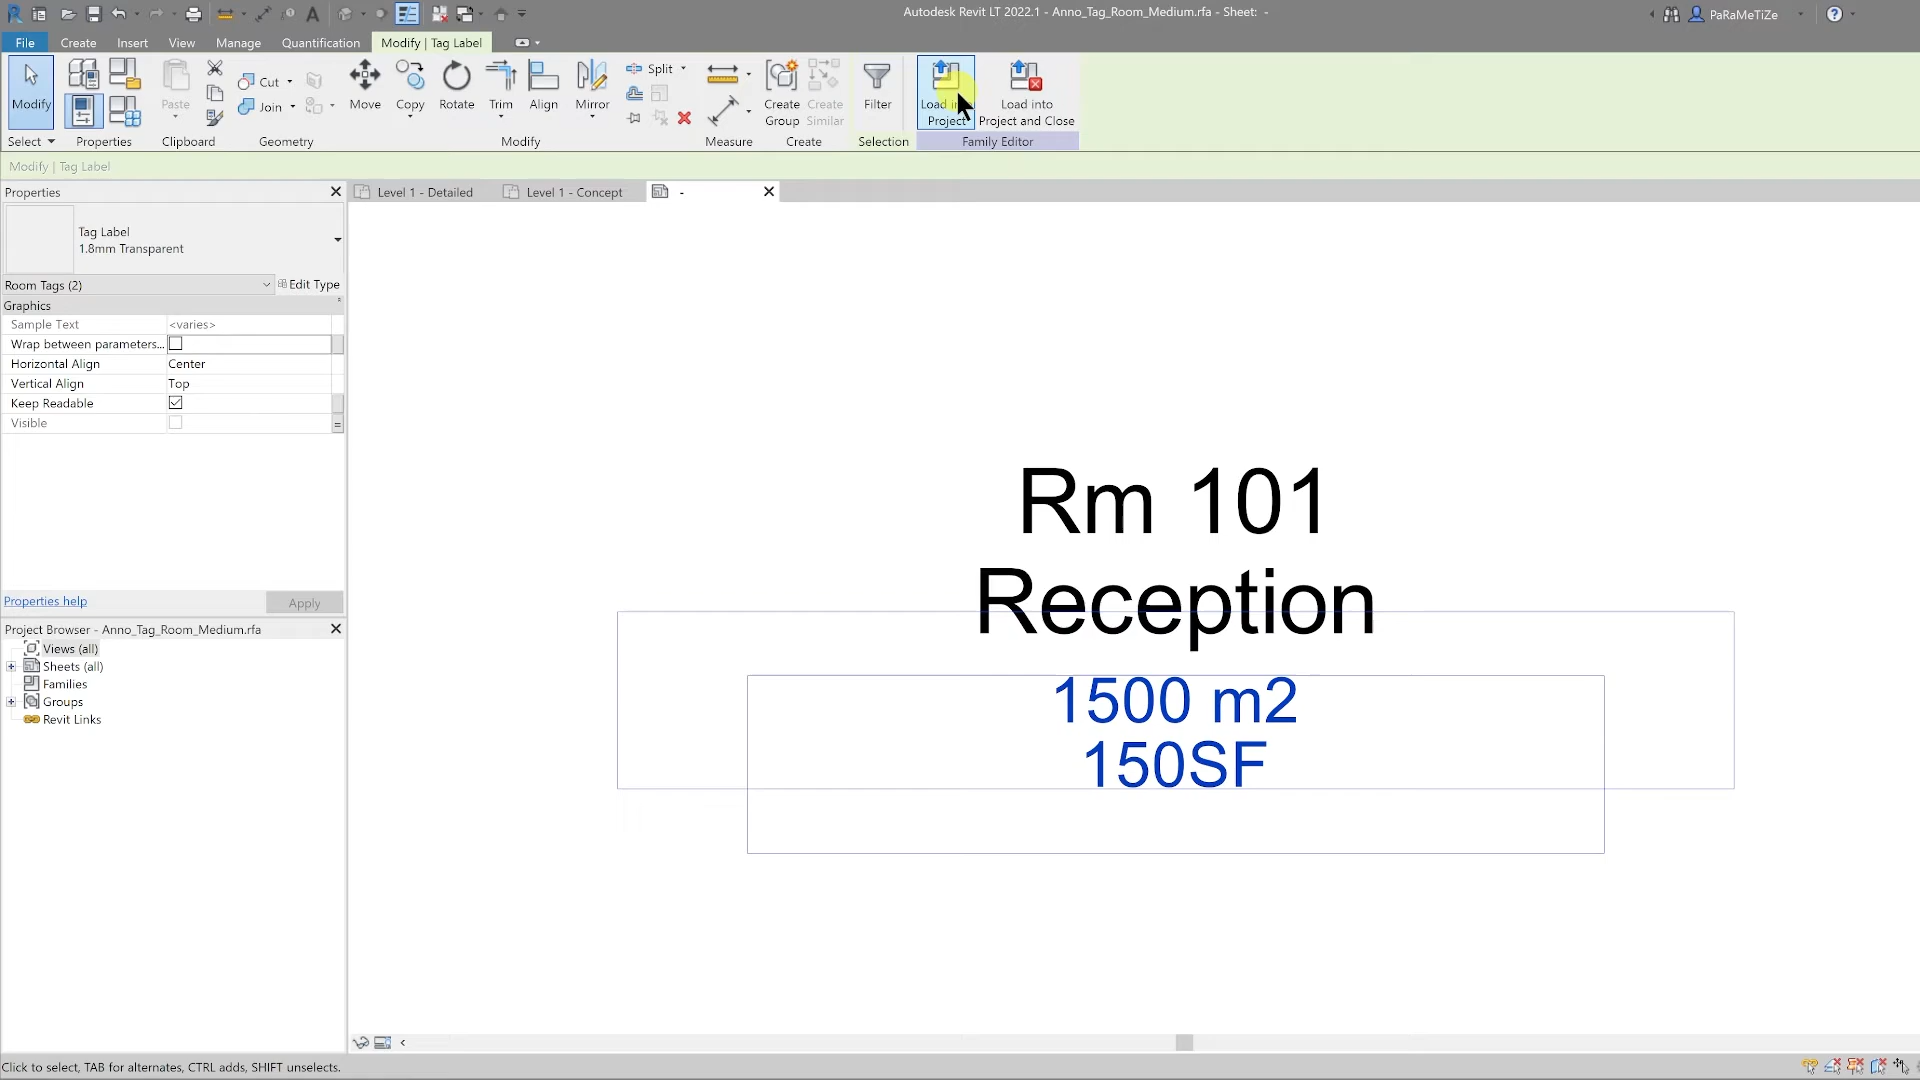 Autodesk Revit LT 2022.1 - Anno_Tag_Room_Medium.rfa - Sheet: -
PaRaMeTiZe
File Create Insert View Manage Quantification Modify | Tag Label
Modify
Paste
Cut
Join
Move Copy Rotate Trim Align Mirror
Split
Create Group
Create Similar
Filter
Project
Load into Project and Close
Select Properties Clipboard Geometry Modify Measure Create Selection Family Editor
Modify | Tag Label
Properties
Level 1 - Detailed
Level 1 - Concept
-
Tag Label
1.8mm Transparent
Room Tags (2)
Edit Type
Graphics
Sample Text <varies>
Wrap between parameters...
Horizontal Align Center
Vertical Align Top
Keep Readable
Visible
=
Properties help
Apply
Project Browser - Anno_Tag_Room_Medium.rfa
Views (all)
Sheets (all)
Families
Groups
Revit Links
Rm 101
Reception
1500 m2
150SF
Click to select, TAB for alternates, CTRL adds, SHIFT unselects.